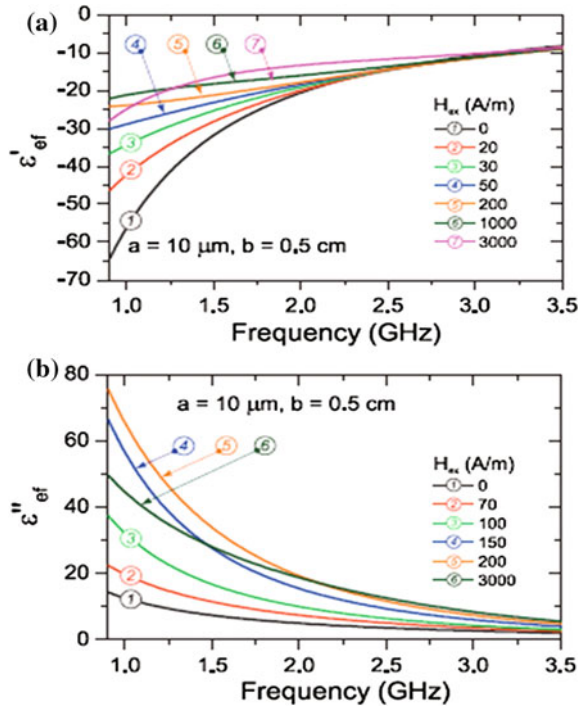 (a)
0
-10
-20
-30
-40
-50
-60
-70
ε'ef
④ ⑤ ⑥ ⑦
③
②
①
Hex (A/m)
① 0
② 20
③ 30
④ 50
⑤ 200
⑥ 1000
⑦ 3000
a = 10 μm, b = 0.5 cm
1.0 1.5 2.0 2.5 3.0 3.5
Frequency (GHz)
(b)
80
60
40
20
0
ε''ef
a = 10 μm, b = 0.5 cm
④ ⑤ ⑥
③
②
①
Hex (A/m)
① 0
② 70
③ 100
④ 150
⑤ 200
⑥ 3000
1.0 1.5 2.0 2.5 3.0 3.5
Frequency (GHz)